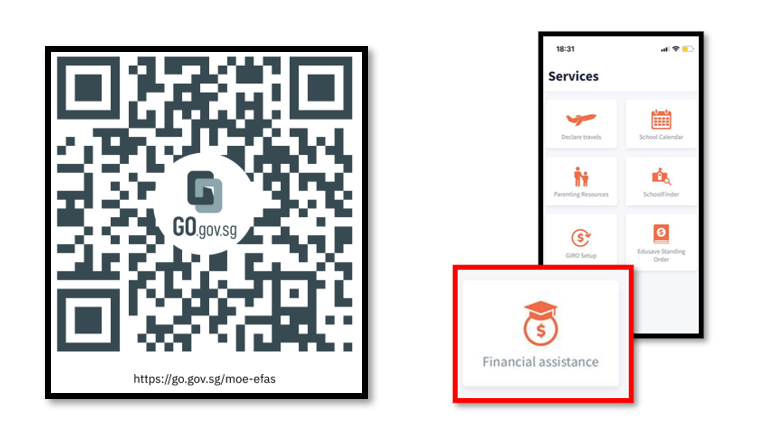 GO.gov.sg
https://go.gov.sg/moe-efas
18:31
Services
Declare travels
School Calendar
Parenting Resources
SchoolFinder
GIRO Setup
Edusave Standing
Order
Financial assistance